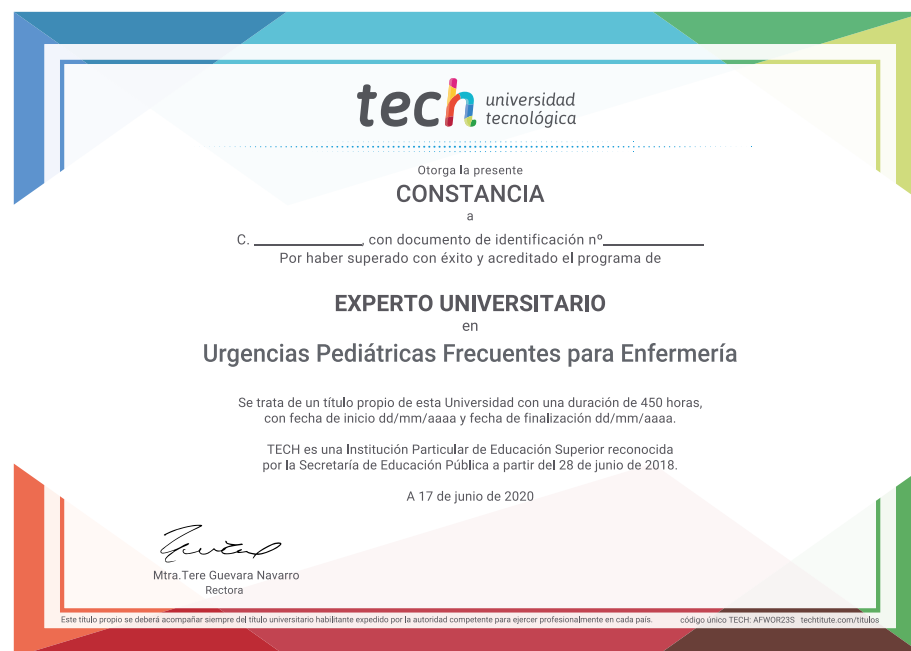 tech universidad
tecnológica
Otorga la presente
CONSTANCIA
a
C. ____________, con documento de identificación nº____________
Por haber superado con éxito y acreditado el programa de
EXPERTO UNIVERSITARIO
en
Urgencias Pediátricas Frecuentes para Enfermería
Se trata de un título propio de esta Universidad con una duración de 450 horas,
con fecha de inicio dd/mm/aaaa y fecha de finalización dd/mm/aaaa.
TECH es una Institución Particular de Educación Superior reconocida
por la Secretaría de Educación Pública a partir del 28 de junio de 2018.
A 17 de junio de 2020
Mtra.Tere Guevara Navarro
Rectora
Este título propio se deberá acompañar siempre del título universitario habilitante expedido por la autoridad competente para ejercer profesionalmente en cada país. código único TECH: AFWOR23S techtitute.com/titulos